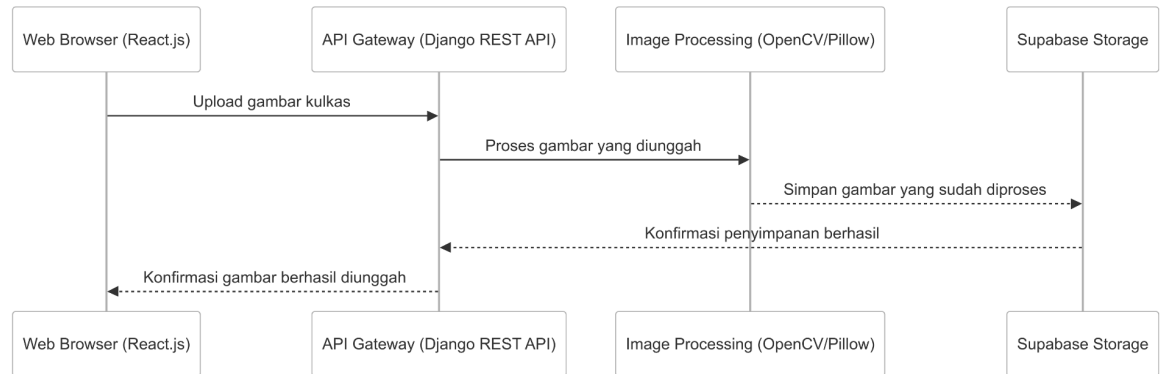 Web Browser (React.js)
API Gateway (Django REST API)
Image Processing (OpenCV/Pillow)
Supabase Storage
Upload gambar kulkas
Proses gambar yang diunggah
Simpan gambar yang sudah diproses
Konfirmasi penyimpanan berhasil
Konfirmasi gambar berhasil diunggah
Web Browser (React.js)
API Gateway (Django REST API)
Image Processing (OpenCV/Pillow)
Supabase Storage